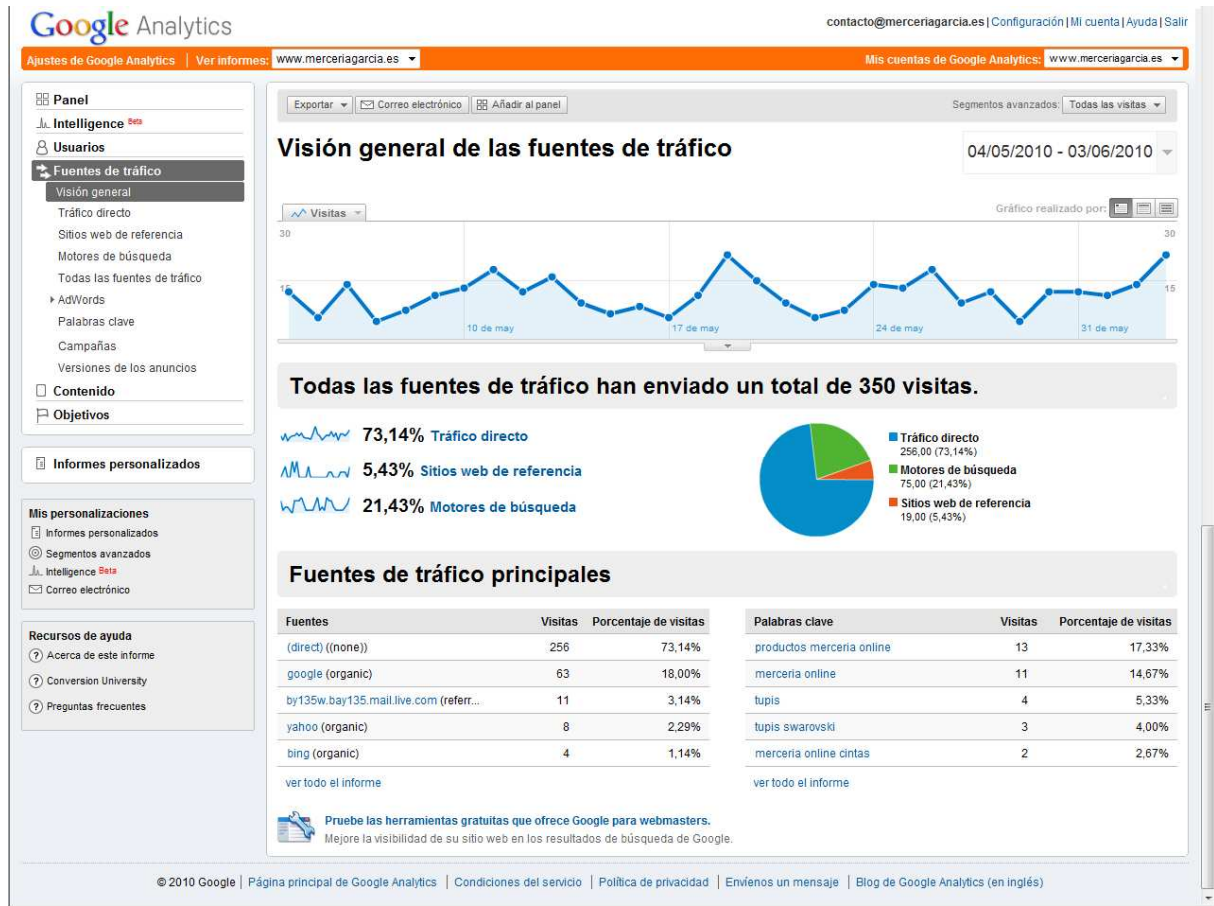 Google Analytics
contacto@merceriagarcia.es | Configuración | Mi cuenta | Ayuda | Salir
Ajustes de Google Analytics | Ver informes: www.merceriagarcia.es
Mis cuentas de Google Analytics: www.merceriagarcia.es
Panel
Intelligence Beta
Usuarios
Fuentes de tráfico
Visión general
Tráfico directo
Sitios web de referencia
Motores de búsqueda
Todas las fuentes de tráfico
AdWords
Palabras clave
Campañas
Versiones de los anuncios
Contenido
Objetivos
Informes personalizados
Mis personalizaciones
Informes personalizados
Segmentos avanzados
Intelligence Beta
Correo electrónico
Recursos de ayuda
Acerca de este informe
Conversion University
Preguntas frecuentes
Exportar Correo electrónico Añadir al panel
Segmentos avanzados: Todas las visitas
Visión general de las fuentes de tráfico
04/05/2010 - 03/06/2010
Visitas
Gráfico realizado por:
30 30
15 15
10 de may 17 de may 24 de may 31 de may
Todas las fuentes de tráfico han enviado un total de 350 visitas.
73,14% Tráfico directo
5,43% Sitios web de referencia
21,43% Motores de búsqueda
Tráfico directo
256,00 (73,14%)
Motores de búsqueda
75,00 (21,43%)
Sitios web de referencia
19,00 (5,43%)
Fuentes de tráfico principales
Fuentes Visitas Porcentaje de visitas
(direct) ((none)) 256 73,14%
google (organic) 63 18,00%
by135w.bay135.mail.live.com (referr... 11 3,14%
yahoo (organic) 8 2,29%
bing (organic) 4 1,14%
ver todo el informe
Palabras clave Visitas Porcentaje de visitas
productos merceria online 13 17,33%
merceria online 11 14,67%
tupis 4 5,33%
tupis swarovski 3 4,00%
merceria online cintas 2 2,67%
ver todo el informe
Pruebe las herramientas gratuitas que ofrece Google para webmasters.
Mejore la visibilidad de su sitio web en los resultados de búsqueda de Google.
© 2010 Google | Página principal de Google Analytics | Condiciones del servicio | Política de privacidad | Envíenos un mensaje | Blog de Google Analytics (en inglés)